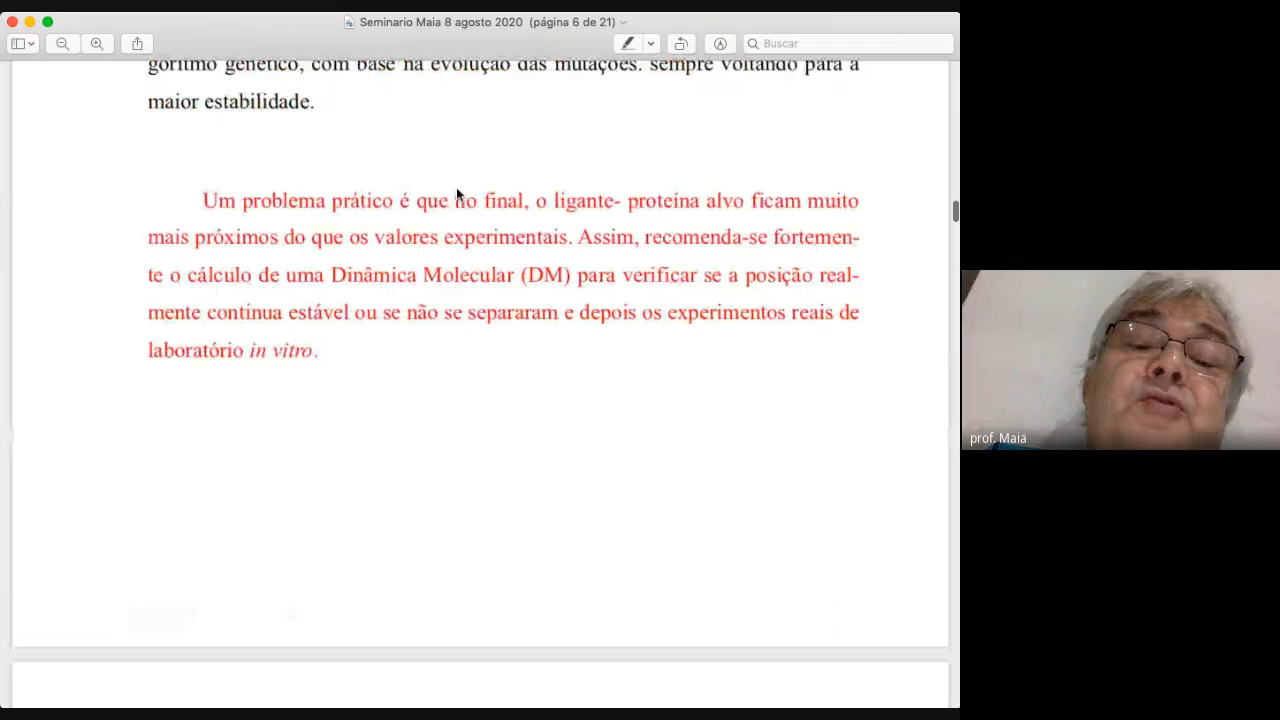 Seminario Maia 8 agosto 2020 (página 6 de 21)
Buscar
goritmo genético, com base na evolução das mutações. sempre voltando para a
maior estabilidade.
Um problema prático é que no final, o ligante- proteína alvo ficam muito
mais próximos do que os valores experimentais. Assim, recomenda-se fortemen-
te o cálculo de uma Dinâmica Molecular (DM) para verificar se a posição real-
mente contínua estável ou se não se separaram e depois os experimentos reais de
laboratório in vitro.
prof. Maia